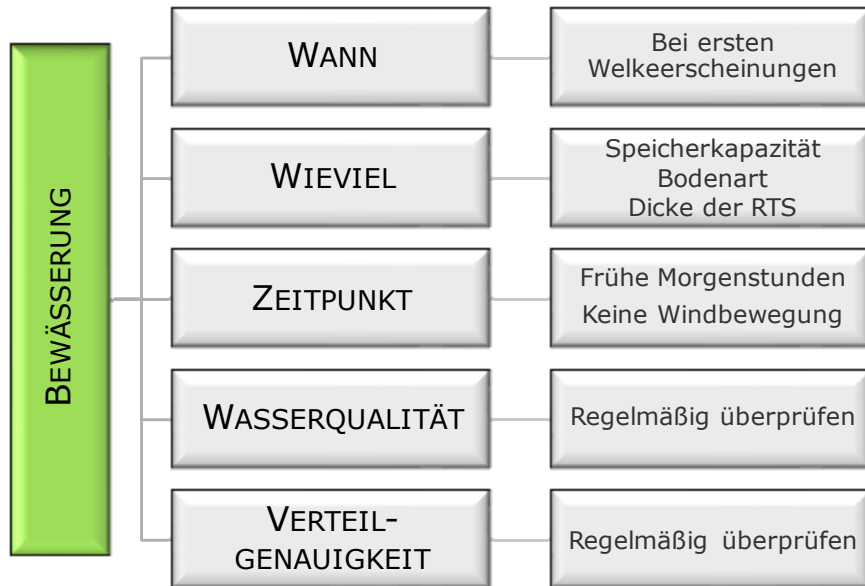 BEWÄSSERUNG
WANN
Bei ersten
Welkeerscheinungen
WIEVIEL
Speicherkapazität
Bodenart
Dicke der RTS
ZEITPUNKT
Frühe Morgenstunden
Keine Windbewegung
WASSERQUALITÄT
Regelmäßig überprüfen
VERTEIL-
GENAUIGKEIT
Regelmäßig überprüfen